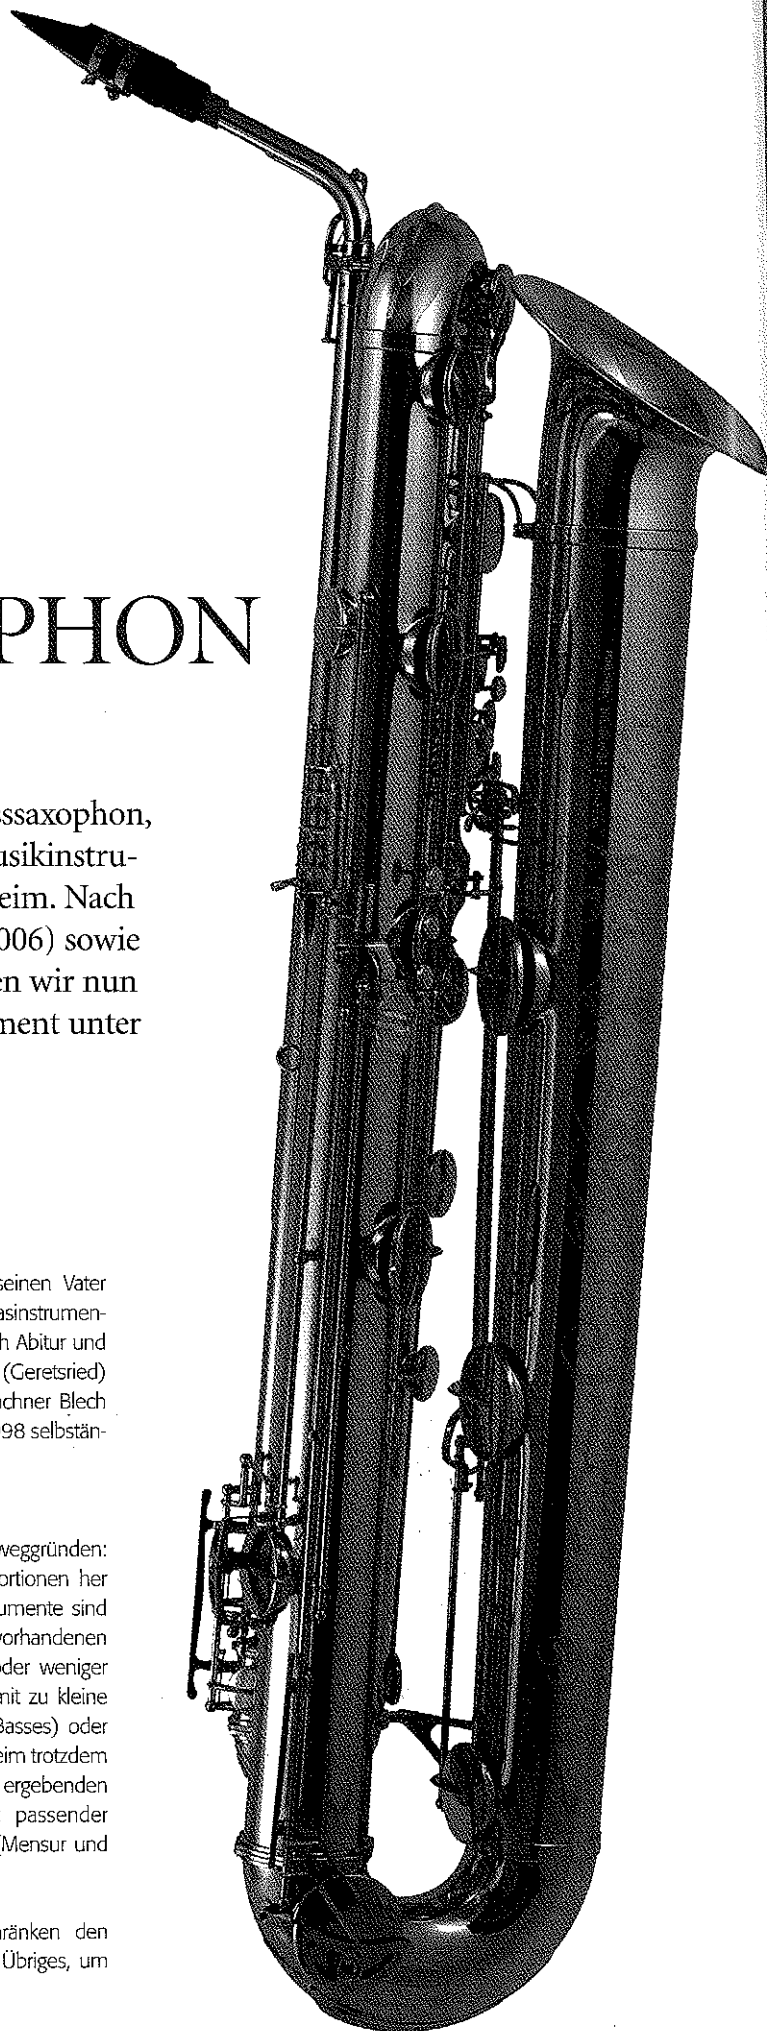 PHON
sssaxophon,
usikinstru-
eim. Nach
006) sowie
en wir nun
ment unter
seinen Vater
asinstrumen-
h Abitur und
(Geretsried)
nchner Blech
98 selbstän-
weggründen:
ortionen her
umente sind
vorhandenen
oder weniger
mit zu kleine
Basses) oder
eim trotzdem
ergebenden
passender
(Mensur und
ränken den
Übriges, um